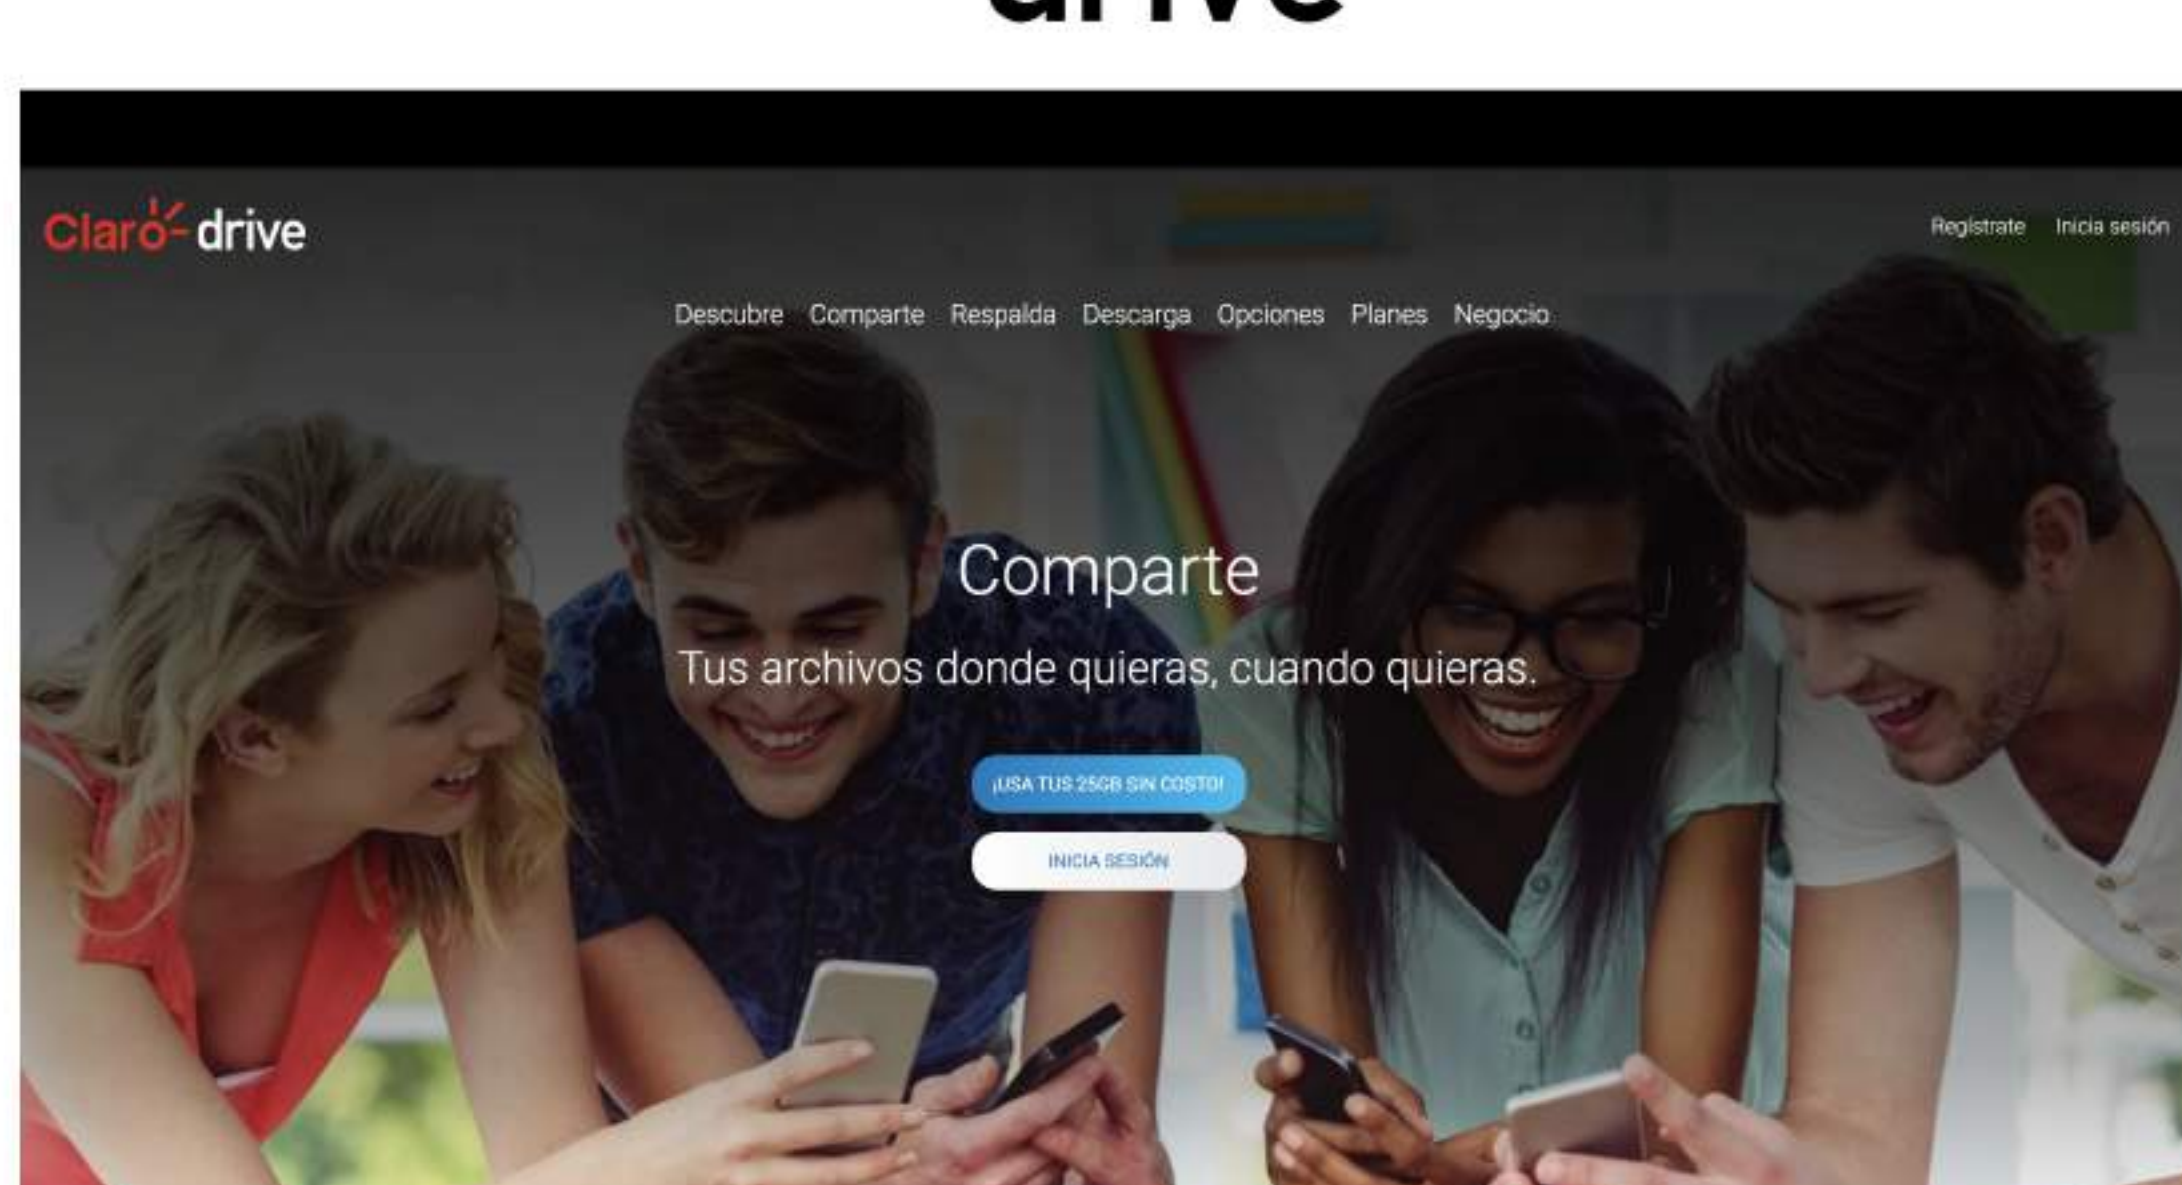 drive
Claro drive
Regístrate Inicia sesión
Descubre Comparte Respalda Descarga Opciones Planes Negocio
Comparte
Tus archivos donde quieras, cuando quieras.
¡USA TUS 25GB SIN COSTO!
INICIA SESIÓN